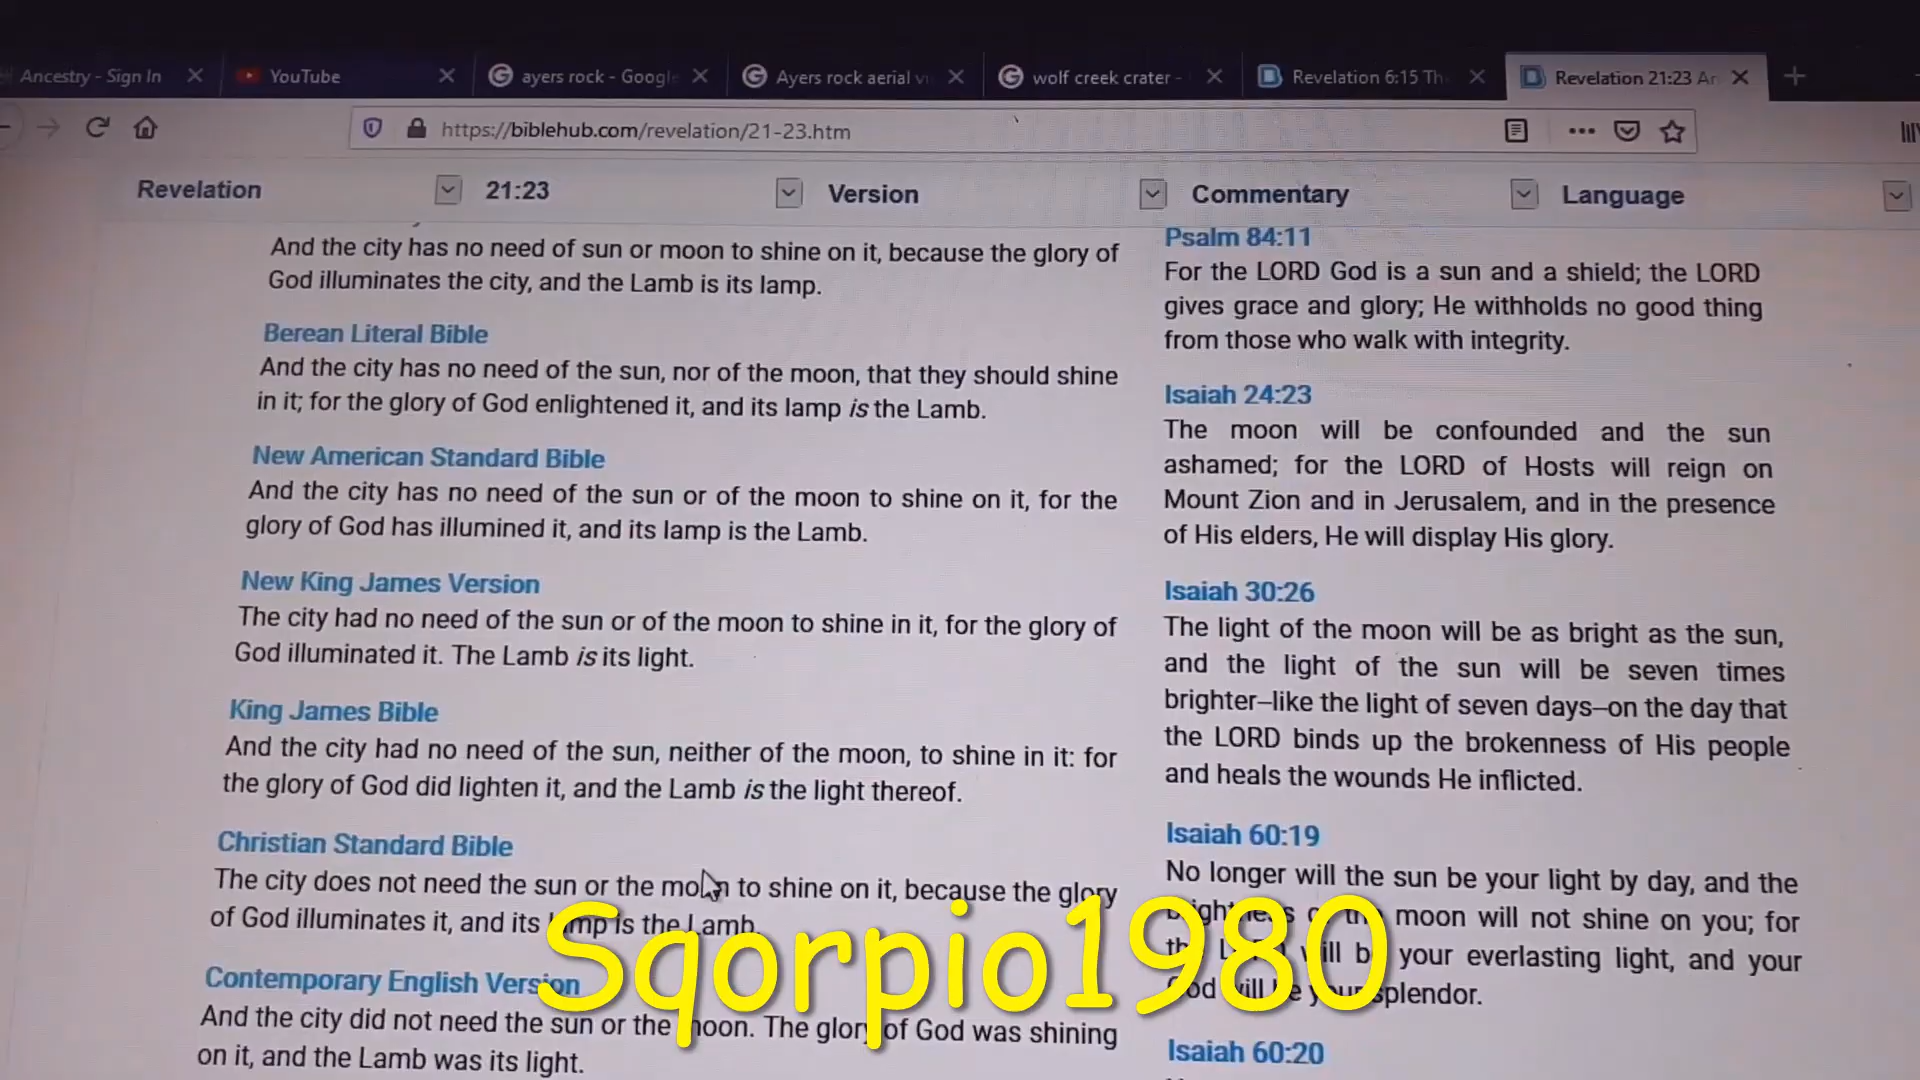 Ancestry - Sign In
YouTube
ayers rock - Google
Ayers rock aerial vi
wolf creek crater -
Revelation 6:15 Th
Revelation 21:23 An
https://biblehub.com/revelation/21-23.htm
Revelation
21:23
Version
Commentary
Language
And the city has no need of sun or moon to shine on it, because the glory of
God illuminates the city, and the Lamb is its lamp.
Berean Literal Bible
And the city has no need of the sun, nor of the moon, that they should shine
in it; for the glory of God enlightened it, and its lamp is the Lamb.
New American Standard Bible
And the city has no need of the sun or of the moon to shine on it, for the
glory of God has illumined it, and its lamp is the Lamb.
New King James Version
The city had no need of the sun or of the moon to shine in it, for the glory of
God illuminated it. The Lamb is its light.
King James Bible
And the city had no need of the sun, neither of the moon, to shine in it: for
the glory of God did lighten it, and the Lamb is the light thereof.
Christian Standard Bible
The city does not need the sun or the moon to shine on it, because the glory
of God illuminates it, and its lamp is the Lamb.
Contemporary English Version
And the city did not need the sun or the moon. The glory of God was shining
on it, and the Lamb was its light.
Psalm 84:11
For the LORD God is a sun and a shield; the LORD
gives grace and glory; He withholds no good thing
from those who walk with integrity.
Isaiah 24:23
The moon will be confounded and the sun
ashamed; for the LORD of Hosts will reign on
Mount Zion and in Jerusalem, and in the presence
of His elders, He will display His glory.
Isaiah 30:26
The light of the moon will be as bright as the sun,
and the light of the sun will be seven times
brighter—like the light of seven days—on the day that
the LORD binds up the brokenness of His people
and heals the wounds He inflicted.
Isaiah 60:19
No longer will the sun be your light by day, and the
brightness of the moon will not shine on you; for
the LORD will be your everlasting light, and your
God will be your splendor.
Isaiah 60:20
Sqorpio1980